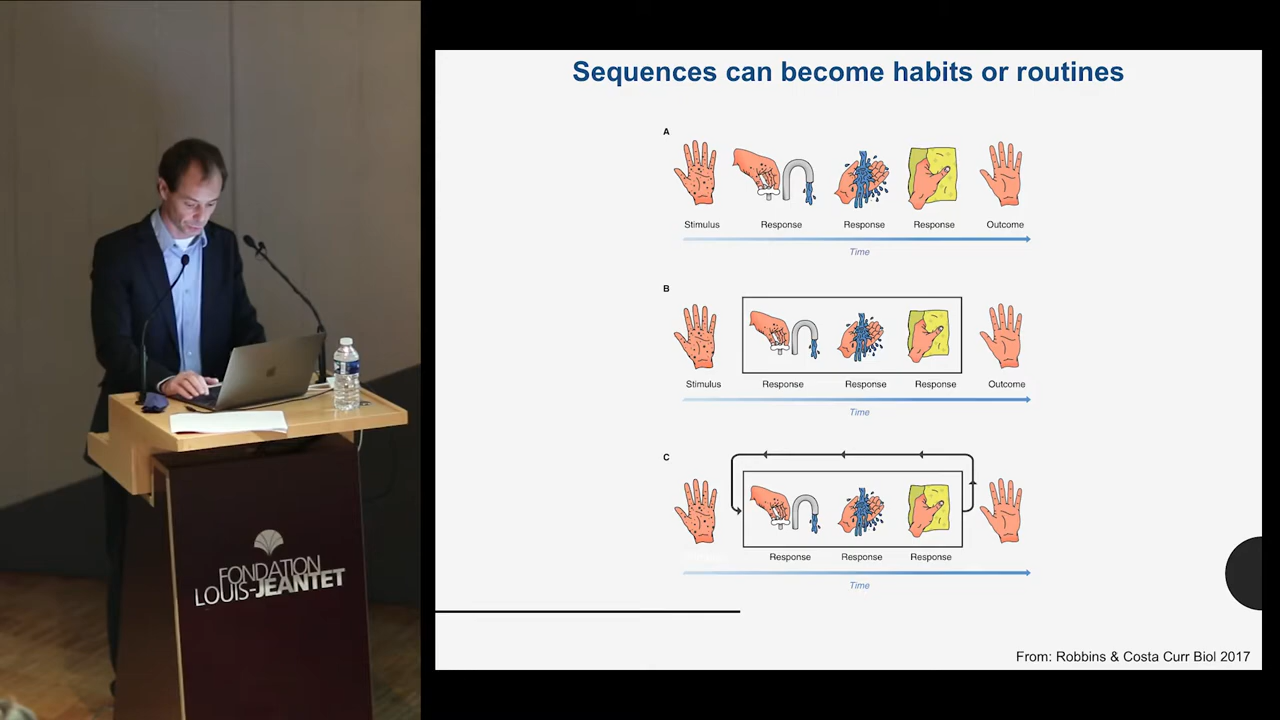 Sequences can become habits or routines
A
Stimulus Response Response Response Outcome
Time
B
Stimulus Response Response Response Outcome
Time
C
Response Response Response
Time
From: Robbins & Costa Curr Biol 2017
FONDATION
LOUIS-JEANTET